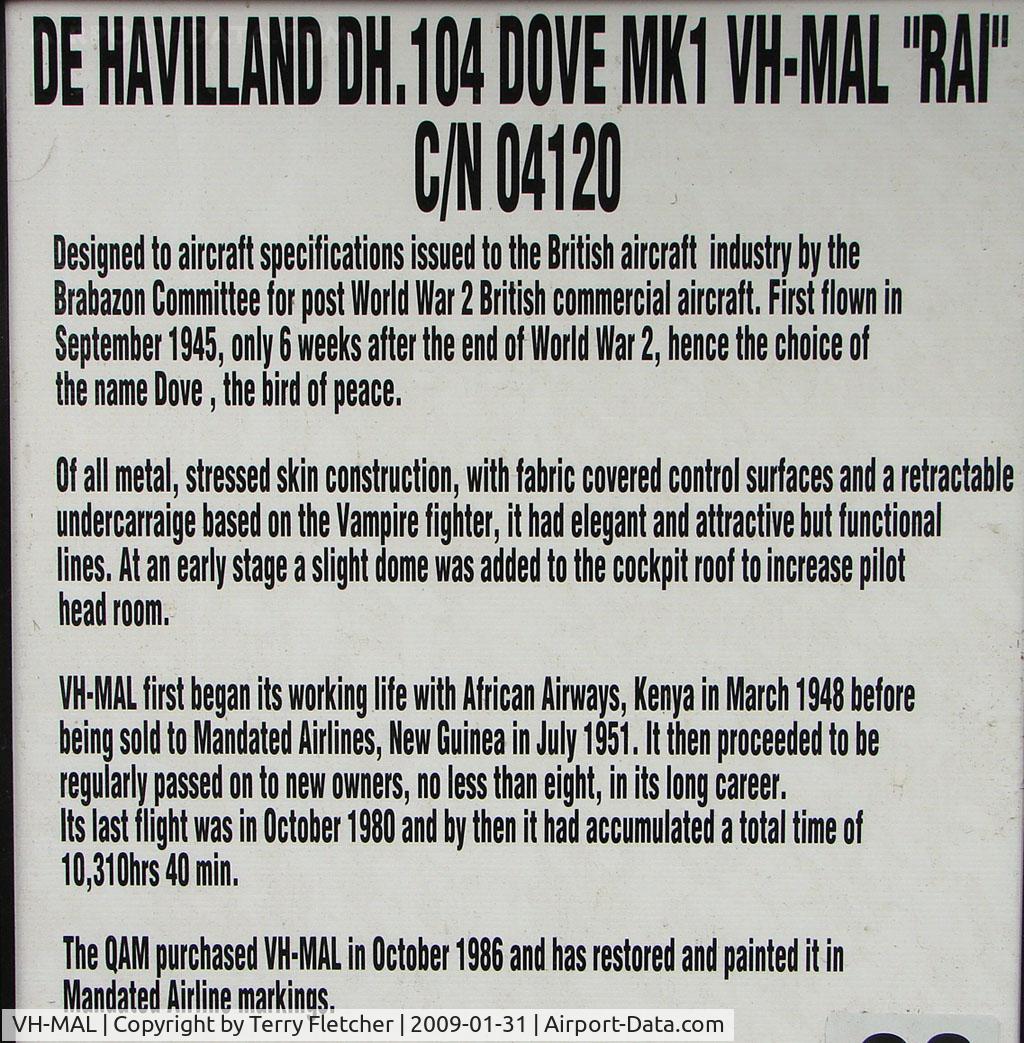 DE HAVILLAND DH.104 DOVE MK1 VH-MAL "RAI"
C/N 04120
Designed to aircraft specifications issued to the British aircraft industry by the
Brabazon Committee for post World War 2 British commercial aircraft. First flown in
September 1945, only 6 weeks after the end of World War 2, hence the choice of
the name Dove , the bird of peace.
Of all metal, stressed skin construction, with fabric covered control surfaces and a retractable
undercarraige based on the Vampire fighter, it had elegant and attractive but functional
lines. At an early stage a slight dome was added to the cockpit roof to increase pilot
head room.
VH-MAL first began its working life with African Airways, Kenya in March 1948 before
being sold to Mandated Airlines, New Guinea in July 1951. It then proceeded to be
regularly passed on to new owners, no less than eight, in its long career.
Its last flight was in October 1980 and by then it had accumulated a total time of
10,310hrs 40 min.
The QAM purchased VH-MAL in October 1986 and has restored and painted it in
Mandated Airline markings.
VH-MAL | Copyright by Terry Fletcher | 2009-01-31 | Airport-Data.com